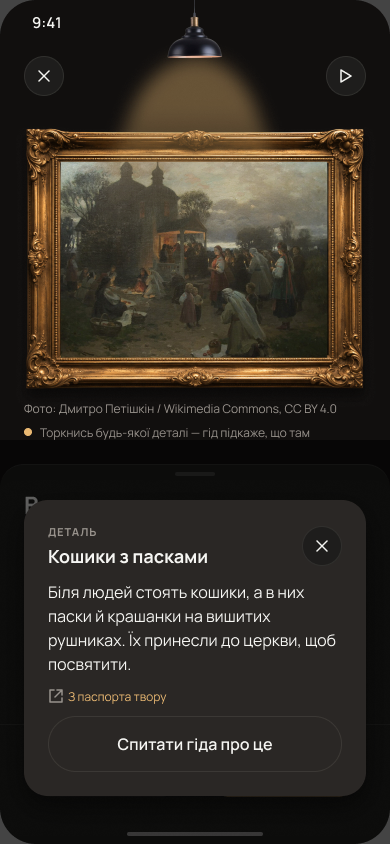 9:41
Фото: Дмитро Петішкін / Wikimedia Commons, CC BY 4.0
Торкнись будь-якої деталі — гід підкаже, що там
ДЕТАЛЬ
Кошики з пасками
Біля людей стоять кошики, а в них
паски й крашанки на вишитих
рушниках. Їх принесли до церкви, щоб
посвятити.
З паспорта твору
Спитати гіда про це